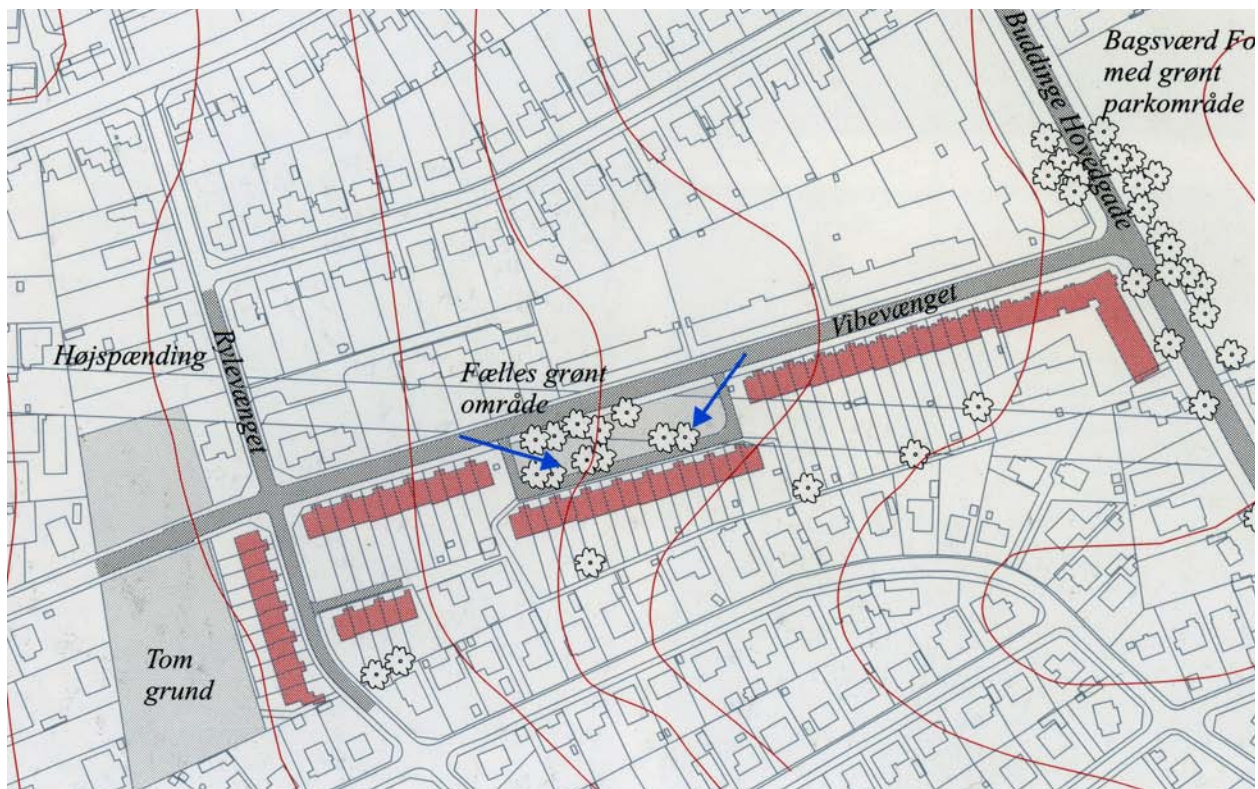 Buddinge Hovedgade
Bagsværd Fo
med grønt
parkområde
Vibevænget
Rylevænget
Højspænding
Fælles grønt
område
Tom
grund